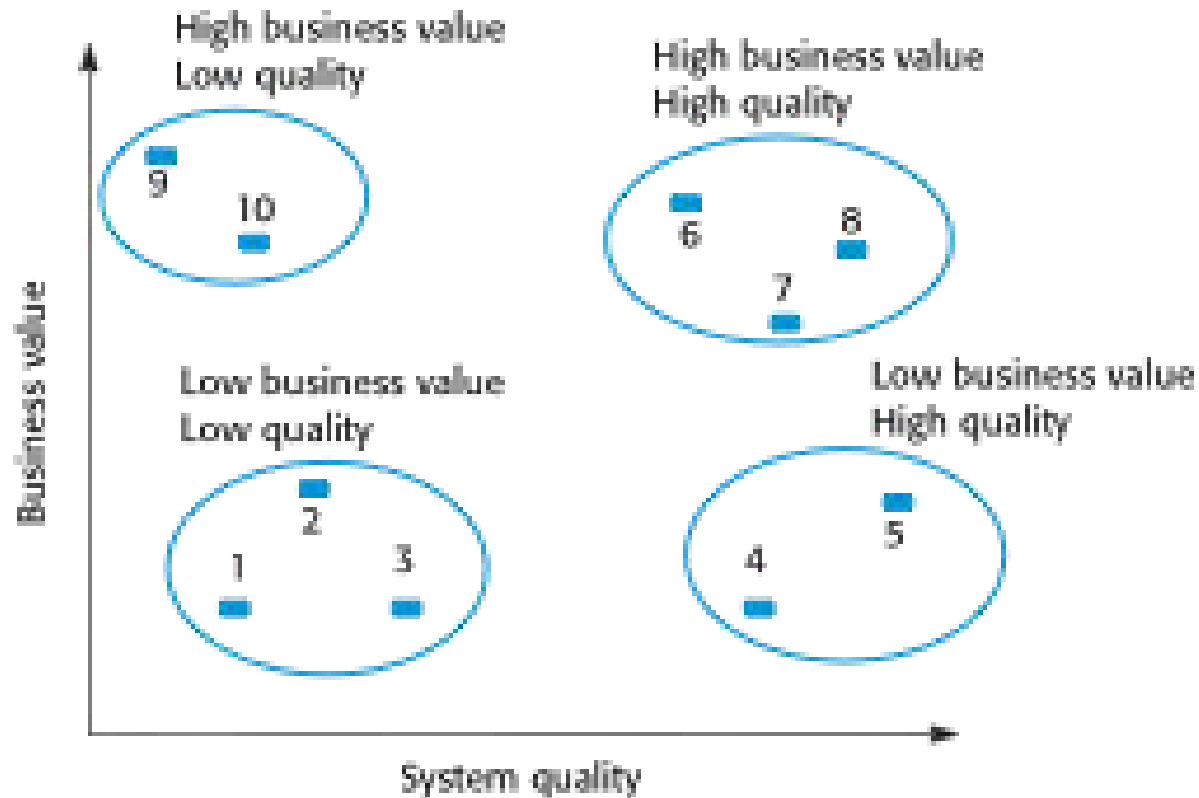 High business value
Low quality
High business value
High quality
9
10
6
8
7
Business value
Low business value
Low quality
Low business value
High quality
2
1
3
5
4
System quality